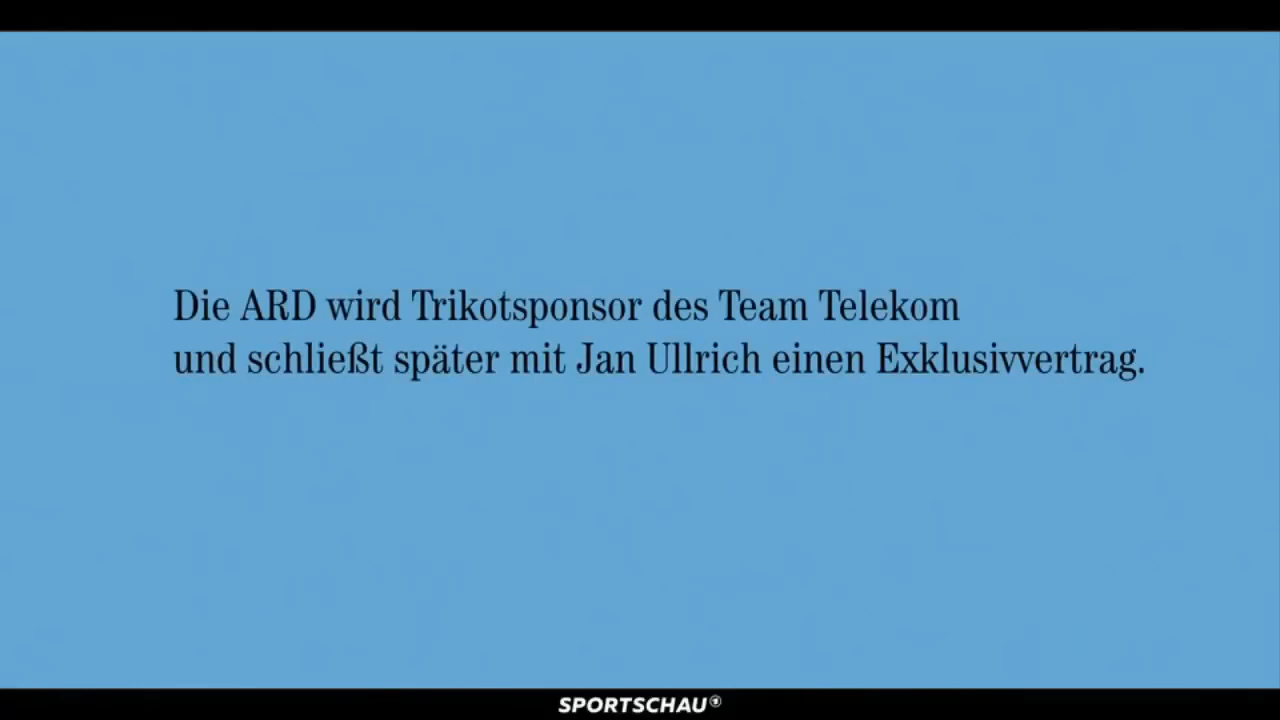 Die ARD wird Trikotsponsor des Team Telekom
und schließt später mit Jan Ullrich einen Exklusivvertrag.
SPORTSCHAU